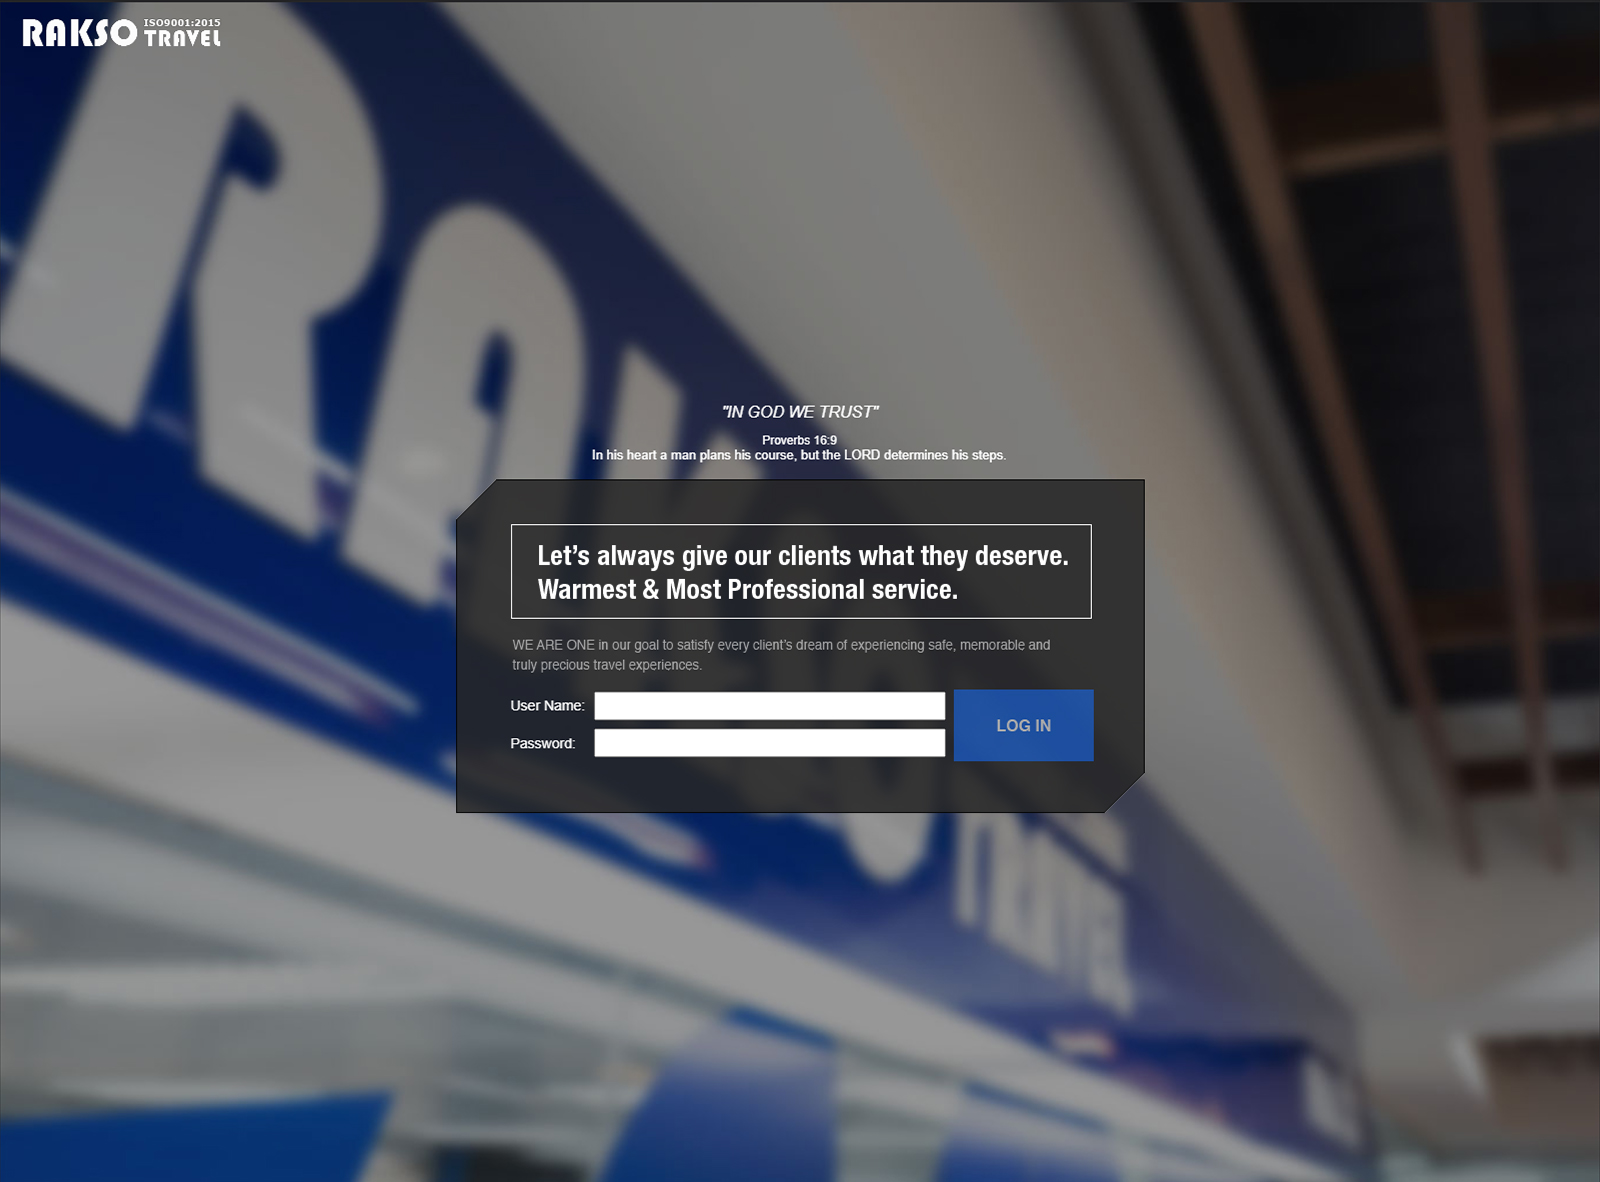 RAKSO ISO9001:2015
TRAVEL
"IN GOD WE TRUST"
Proverbs 16:9
In his heart a man plans his course, but the LORD determines his steps.
Let’s always give our clients what they deserve.
Warmest & Most Professional service.
WE ARE ONE in our goal to satisfy every client’s dream of experiencing safe, memorable and
truly precious travel experiences.
User Name:
Password:
LOG IN
RAKSO
TRAVEL